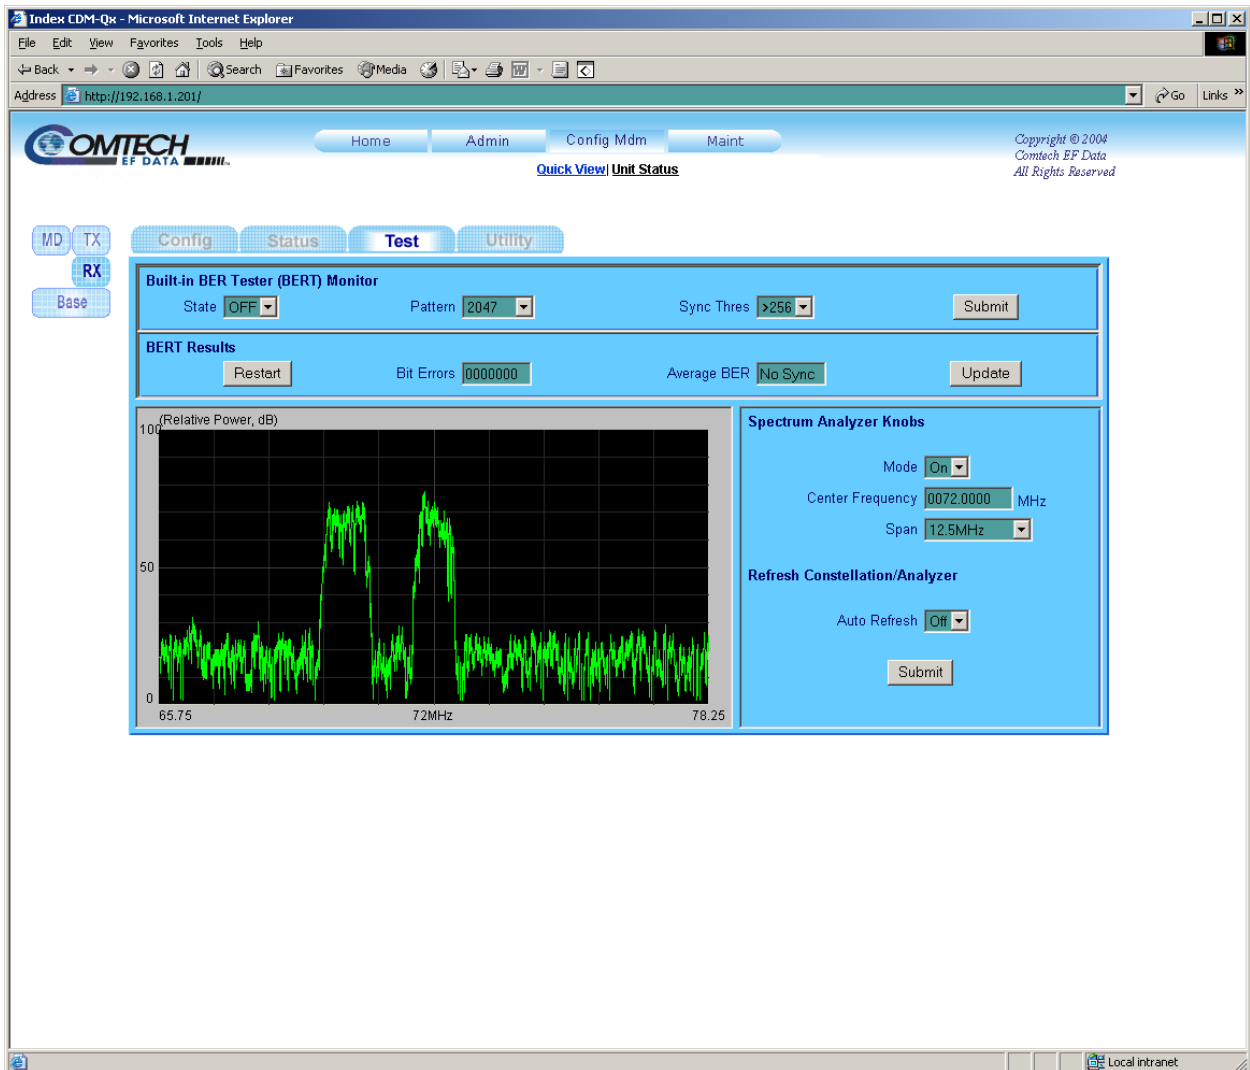 Index CDM-Qx - Microsoft Internet Explorer
File Edit View Favorites Tools Help
Back Search Favorites Media
Address http://192.168.1.201/ Go Links »
COMTECH
EF DATA
Home Admin Config Mdm Maint
Quick View| Unit Status
Copyright © 2004
Comtech EF Data
All Rights Reserved
MD TX
RX
Base
Config Status Test Utility
Built-in BER Tester (BERT) Monitor
State OFF Pattern 2047 Sync Thres >256 Submit
BERT Results
Restart Bit Errors 0000000 Average BER No Sync Update
(Relative Power, dB)
100
50
0
65.75 72MHz 78.25
Spectrum Analyzer Knobs
Mode On
Center Frequency 0072.0000 MHz
Span 12.5MHz
Refresh Constellation/Analyzer
Auto Refresh Off
Submit
Local intranet